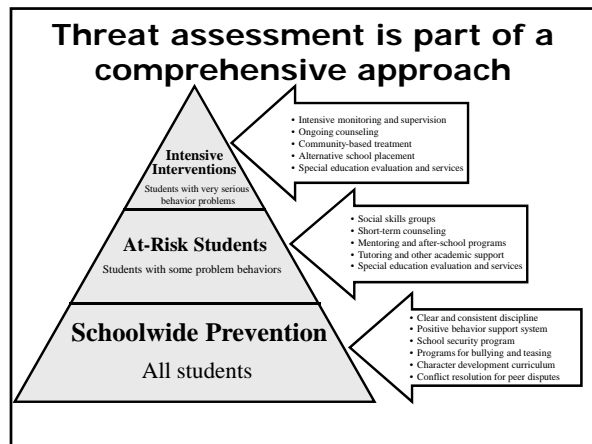 Threat assessment is part of a
comprehensive approach
Intensive
Interventions
Students with very serious
behavior problems
• Intensive monitoring and supervision
• Ongoing counseling
• Community-based treatment
• Alternative school placement
• Special education evaluation and services
At-Risk Students
Students with some problem behaviors
• Social skills groups
• Short-term counseling
• Mentoring and after-school programs
• Tutoring and other academic support
• Special education evaluation and services
Schoolwide Prevention
All students
• Clear and consistent discipline
• Positive behavior support system
• School security program
• Programs for bullying and teasing
• Character development curriculum
• Conflict resolution for peer disputes